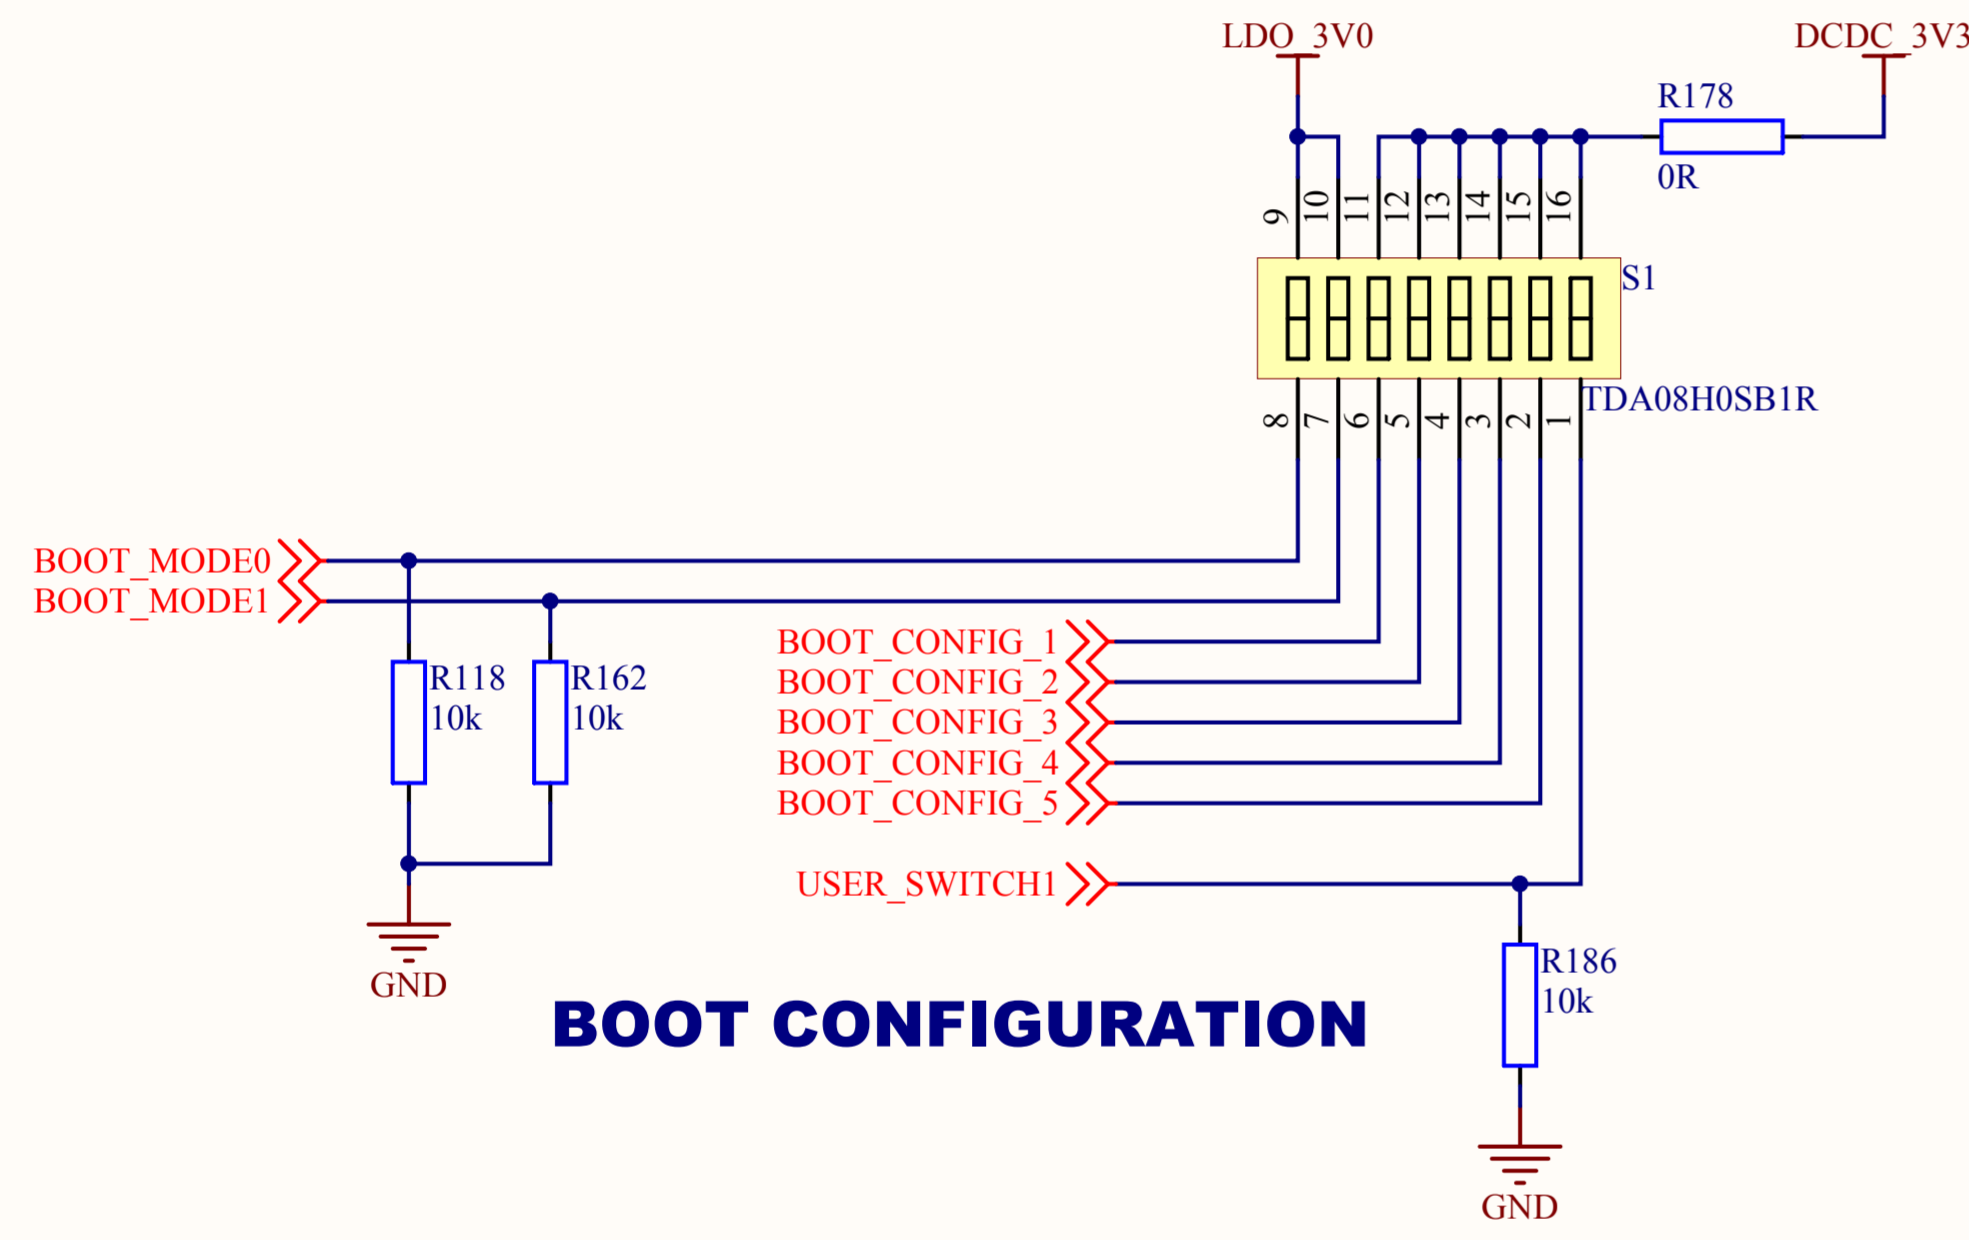 LDO_3V0
DCDC_3V3
R178
0R
9 10 11 12 13 14 15 16
S1
TDA08H0SB1R
8 7 6 5 4 3 2 1
BOOT_MODE0
BOOT_MODE1
BOOT_CONFIG_1
BOOT_CONFIG_2
BOOT_CONFIG_3
BOOT_CONFIG_4
BOOT_CONFIG_5
R118
10k
R162
10k
USER_SWITCH1
R186
10k
GND
BOOT CONFIGURATION
GND